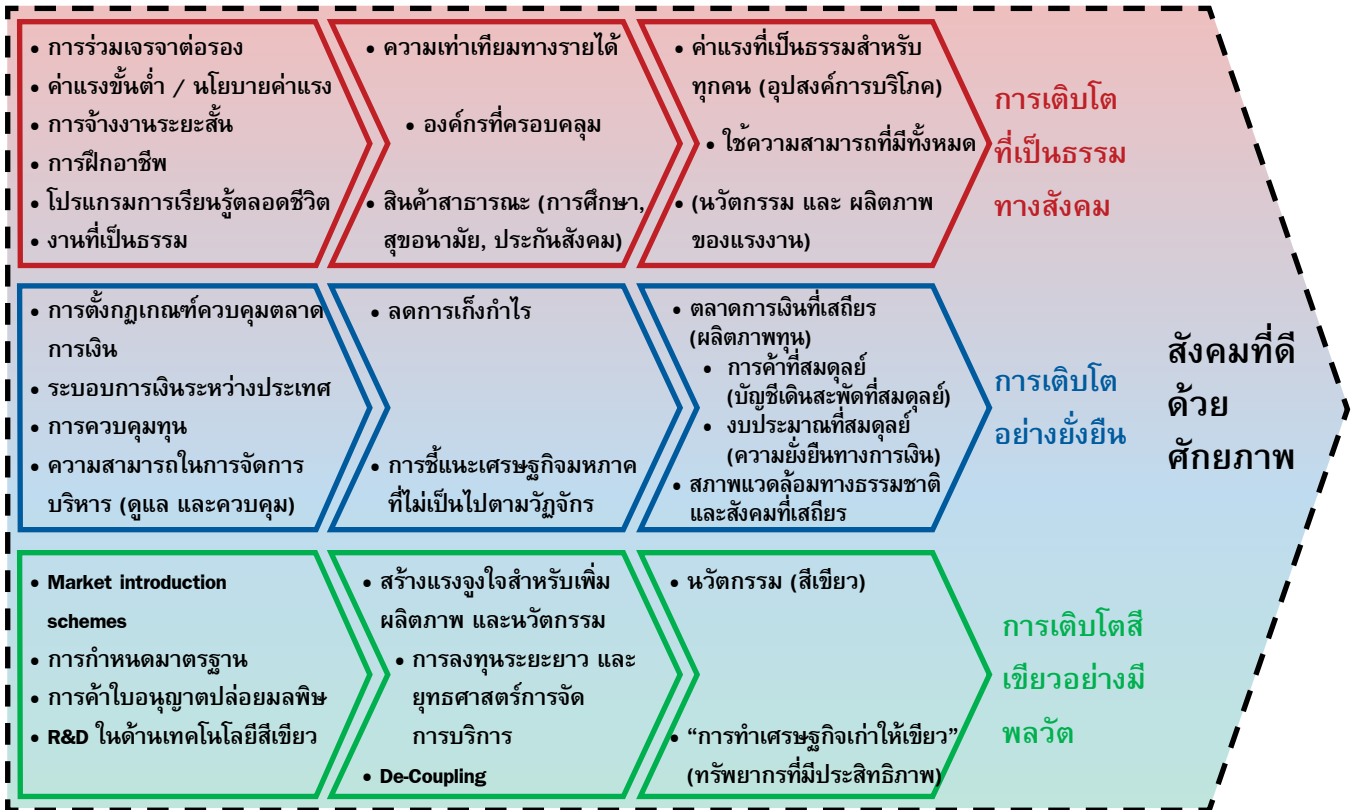 • การร่วมเจรจาต่อรอง
• ค่าแรงขั้นต่ำ / นโยบายค่าแรง
• การจ้างงานระยะสั้น
• การฝึกอาชีพ
• โปรแกรมการเรียนรู้ตลอดชีวิต
• งานที่เป็นธรรม
• ความเท่าเทียมทางรายได้
• องค์กรที่ครอบคลุม
• สินค้าสาธารณะ (การศึกษา,
สุขอนามัย, ประกันสังคม)
• ค่าแรงที่เป็นธรรมสำหรับ
ทุกคน (อุปสงค์การบริโภค)
• ใช้ความสามารถที่มีทั้งหมด
• (นวัตกรรม และ ผลิตภาพ
ของแรงงาน)
การเติบโต
ที่เป็นธรรม
ทางสังคม
• การตั้งกฏเกณฑ์ควบคุมตลาด
การเงิน
• ระบอบการเงินระหว่างประเทศ
• การควบคุมทุน
• ความสามารถในการจัดการ
บริหาร (ดูแล และควบคุม)
• ลดการเก็งกำไร
• การชี้แนะเศรษฐกิจมหภาค
ที่ไม่เป็นไปตามวัฏจักร
• ตลาดการเงินที่เสถียร
(ผลิตภาพทุน)
• การค้าที่สมดุลย์
(บัญชีเดินสะพัดที่สมดุลย์)
• งบประมาณที่สมดุลย์
(ความยั่งยืนทางการเงิน)
• สภาพแวดล้อมทางธรรมชาติ
และสังคมที่เสถียร
การเติบโต
อย่างยั่งยืน
• Market introduction
schemes
• การกำหนดมาตรฐาน
• การค้าใบอนุญาตปล่อยมลพิษ
• R&D ในด้านเทคโนโลยีสีเขียว
• สร้างแรงจูงใจสำหรับเพิ่ม
ผลิตภาพ และนวัตกรรม
• การลงทุนระยะยาว และ
ยุทธศาสตร์การจัด
การบริการ
• De-Coupling
• นวัตกรรม (สีเขียว)
• “การทำเศรษฐกิจเก่าให้เขียว”
(ทรัพยากรที่มีประสิทธิภาพ)
การเติบโตสี
เขียวอย่างมี
พลวัต
สังคมที่ดี
ด้วย
ศักยภาพ